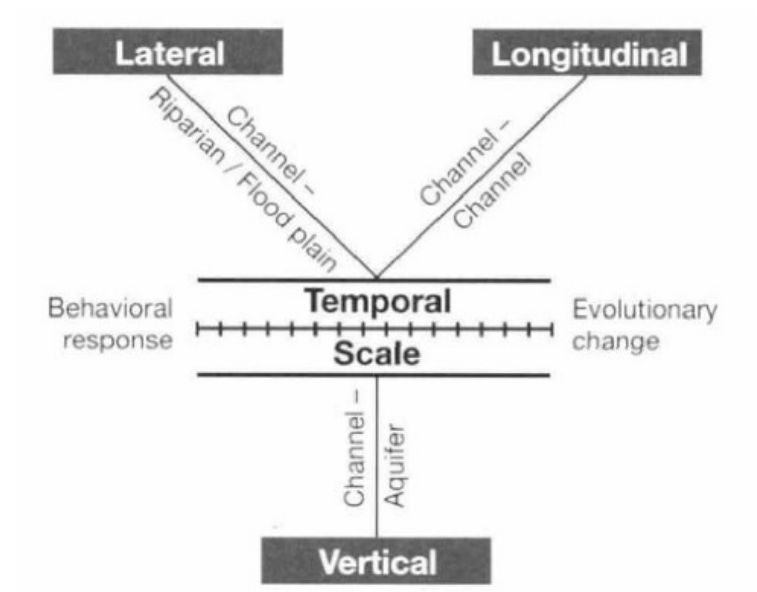 Lateral
Longitudinal
Channel –
Riparian / Flood plain
Channel –
Channel
Temporal
Scale
Behavioral
response
Evolutionary
change
Channel –
Aquifer
Vertical